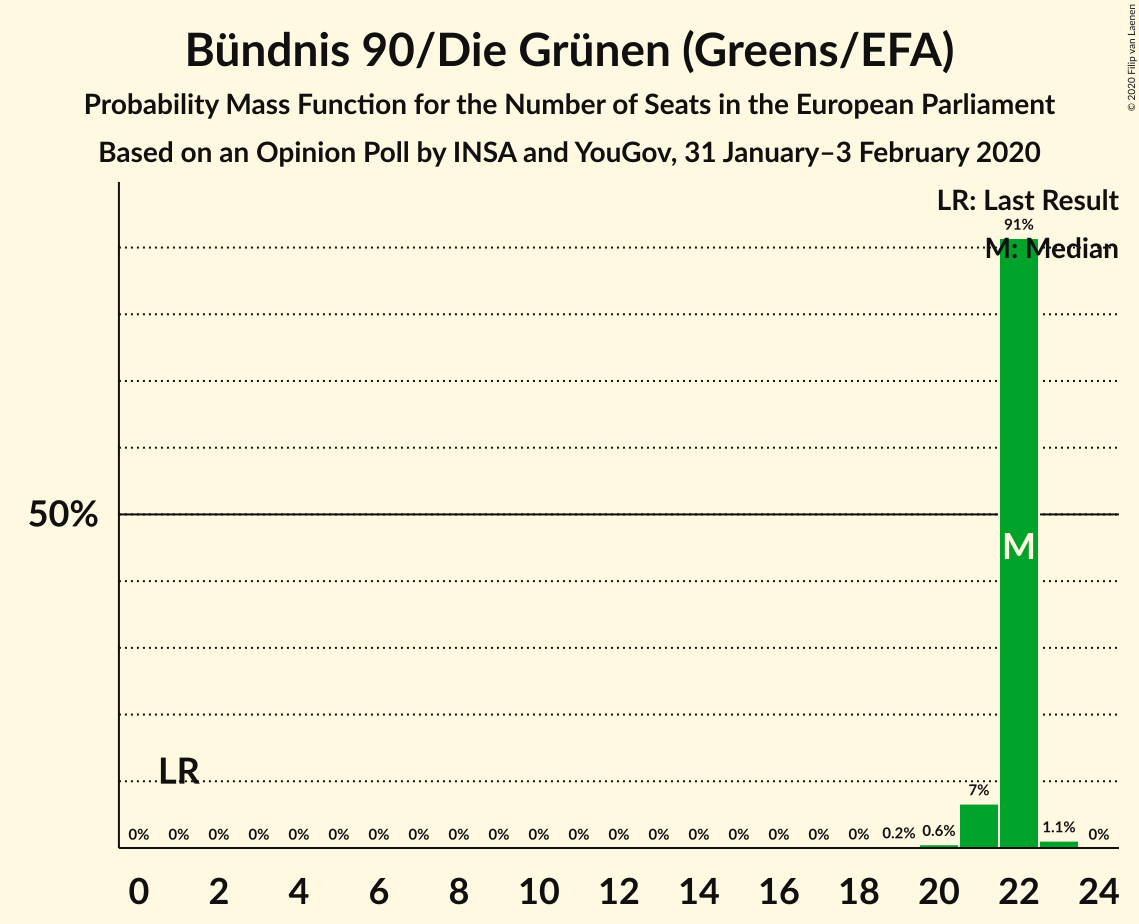 Bündnis 90/Die Grünen (Greens/EFA)
Probability Mass Function for the Number of Seats in the European Parliament
Based on an Opinion Poll by INSA and YouGov, 31 January–3 February 2020
© 2020 Filip van Laenen
LR: Last Result
91%
M: Median
50%
M
LR
7%
0% 0% 0% 0% 0% 0% 0% 0% 0% 0% 0% 0% 0% 0% 0% 0% 0% 0% 0% 0.2% 0.6% 1.1% 0%
0 2 4 6 8 10 12 14 16 18 20 22 24